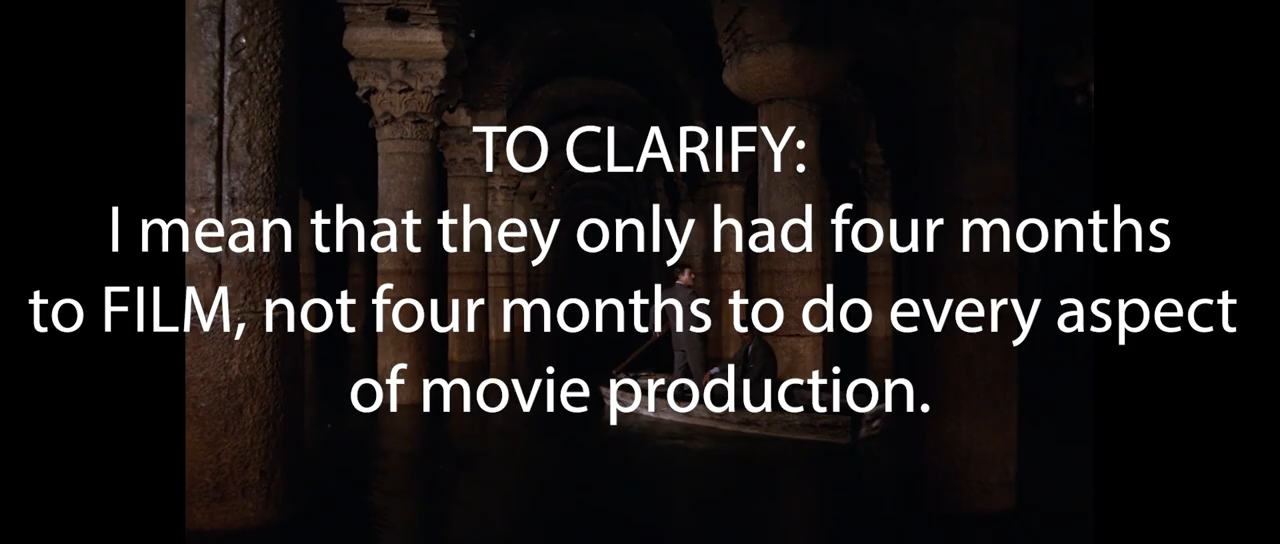 TO CLARIFY:
I mean that they only had four months
to FILM, not four months to do every aspect
of movie production.